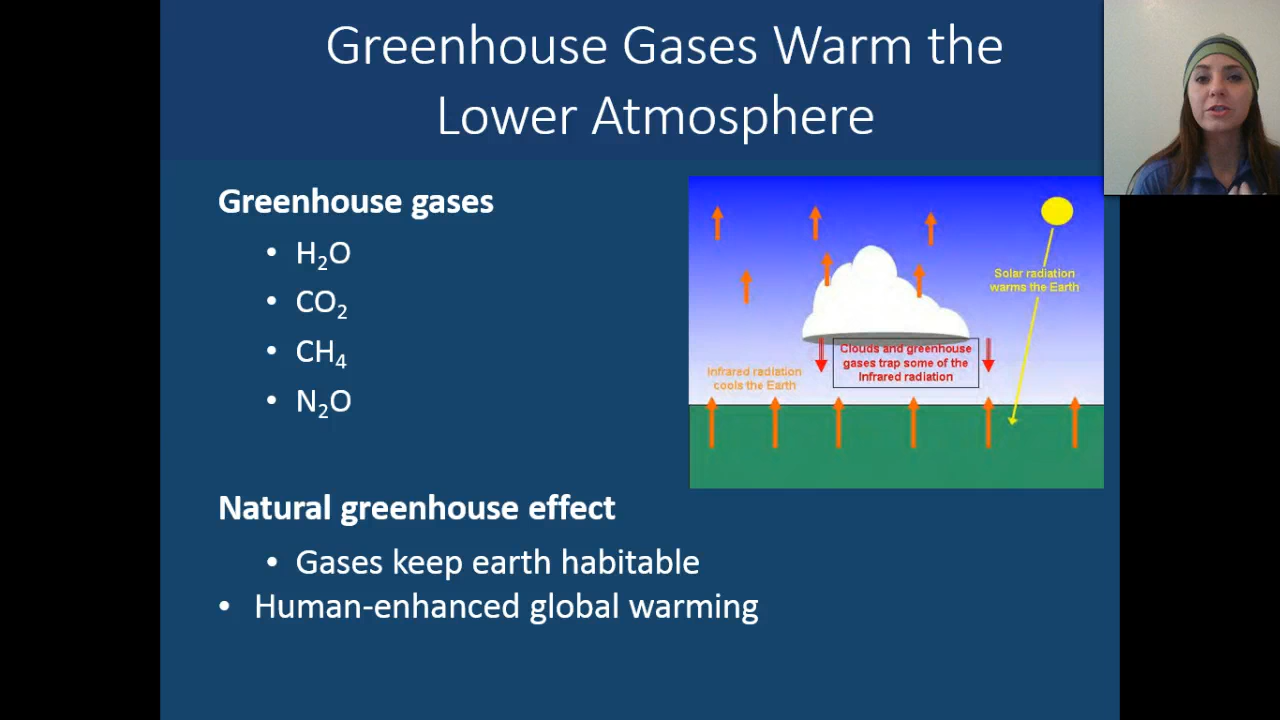 Greenhouse Gases Warm the
Lower Atmosphere
Greenhouse gases
• H₂O
• CO₂
• CH₄
• N₂O
Solar radiation
warms the Earth
Clouds and greenhouse
gases trap some of the
Infrared radiation
Infrared radiation
cools the Earth
Natural greenhouse effect
• Gases keep earth habitable
• Human-enhanced global warming